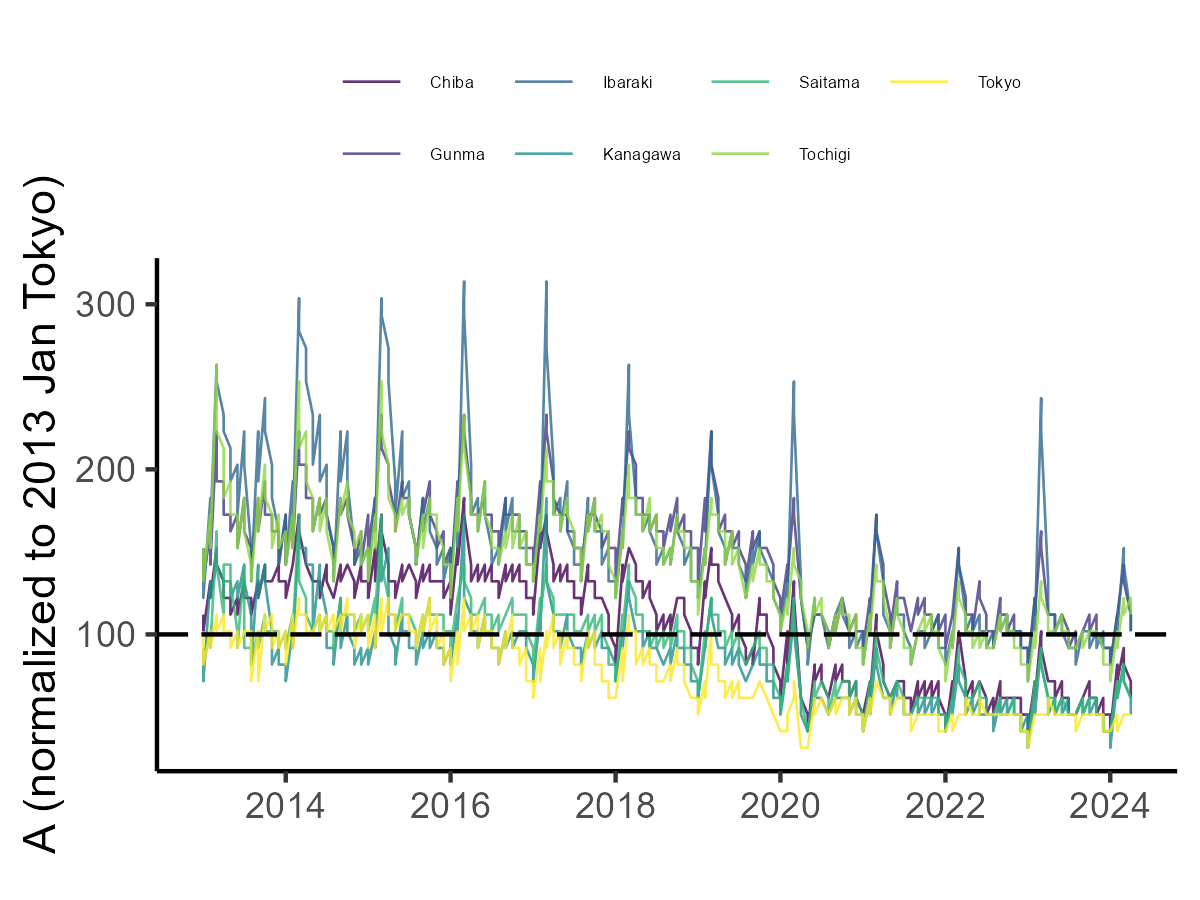 Chiba Ibaraki Saitama Tokyo
Gunma Kanagawa Tochigi
A (normalized to 2013 Jan Tokyo)
300
200
100
2014 2016 2018 2020 2022 2024